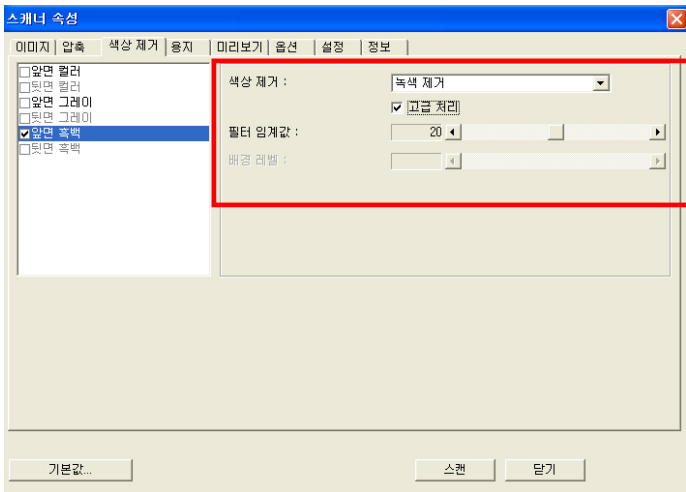 스캐너 속성
이미지 압축 색상 제거 용지 미리보기 옵션 설정 정보
앞면 컬러
뒷면 컬러
앞면 그레이
뒷면 그레이
앞면 흑백
뒷면 흑백
색상 제거 : 녹색 제거
고급 처리
필터 임계값 : 20
배경 레벨 :
기본값... 스캔 닫기